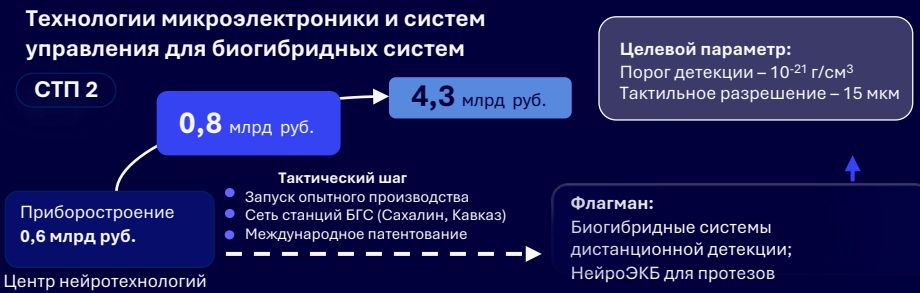 Технологии микроэлектроники и систем
управления для биогибридных систем
СТП 2
Целевой параметр:
Порог детекции – 10⁻²¹ г/см³
Тактильное разрешение – 15 мкм
0,8 млрд руб.
4,3 млрд руб.
Приборостроение
0,6 млрд руб.
Центр нейротехнологий
Тактический шаг
Запуск опытного производства
Сеть станций БГС (Сахалин, Кавказ)
Международное патентование
Флагман:
Биогибридные системы
дистанционной детекции;
НейроЭКБ для протезов